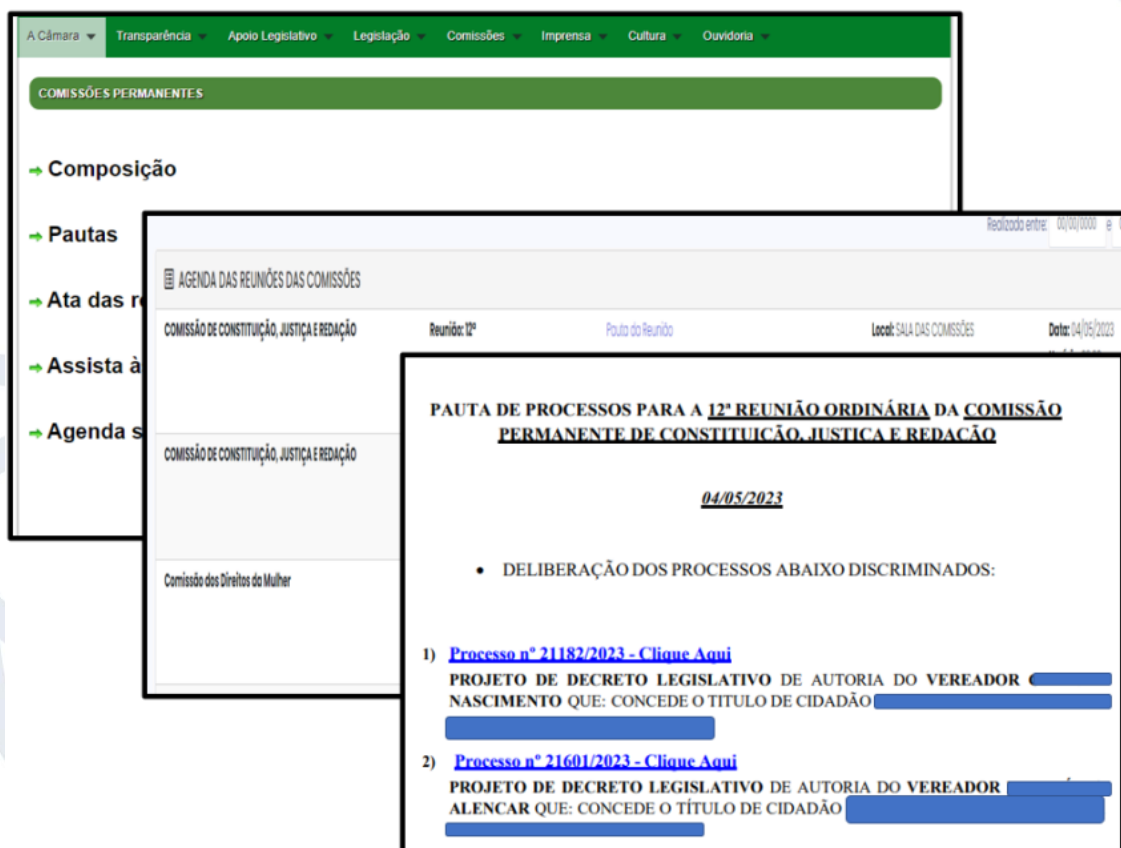 A Câmara Transparência Apoio Legislativo Legislação Comissões Imprensa Cultura Ouvidoria
COMISSÕES PERMANENTES
Composição
Pautas
Ata das
Assista à
Agenda
Realizada entre: 00/00/0000 e
AGENDA DAS REUNIÕES DAS COMISSÕES
COMISSÃO DE CONSTITUIÇÃO, JUSTIÇA E REDAÇÃO Reunião: 12ª Pauta da Reunião Local: SALA DAS COMISSÕES Data: 04/05/2023
COMISSÃO DE CONSTITUIÇÃO, JUSTIÇA E REDAÇÃO
Comissão dos Direitos da Mulher
PAUTA DE PROCESSOS PARA A 12ª REUNIÃO ORDINÁRIA DA COMISSÃO
PERMANENTE DE CONSTITUIÇÃO, JUSTIÇA E REDAÇÃO
04/05/2023
• DELIBERAÇÃO DOS PROCESSOS ABAIXO DISCRIMINADOS:
1) Processo nº 21182/2023 - Clique Aqui
PROJETO DE DECRETO LEGISLATIVO DE AUTORIA DO VEREADOR
NASCIMENTO QUE: CONCEDE O TITULO DE CIDADÃO
2) Processo nº 21601/2023 - Clique Aqui
PROJETO DE DECRETO LEGISLATIVO DE AUTORIA DO VEREADOR
ALENCAR QUE: CONCEDE O TÍTULO DE CIDADÃO